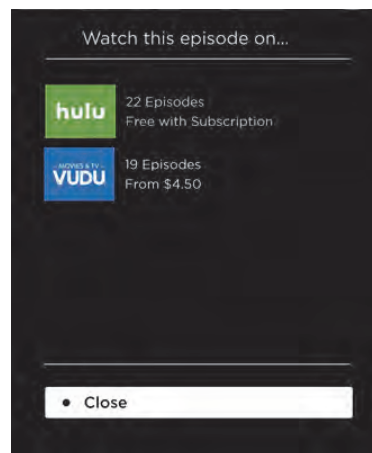 Watch this episode on...
hulu
22 Episodes
Free with Subscription
MOVIES & TV
VUDU
19 Episodes
From $4.50
• Close